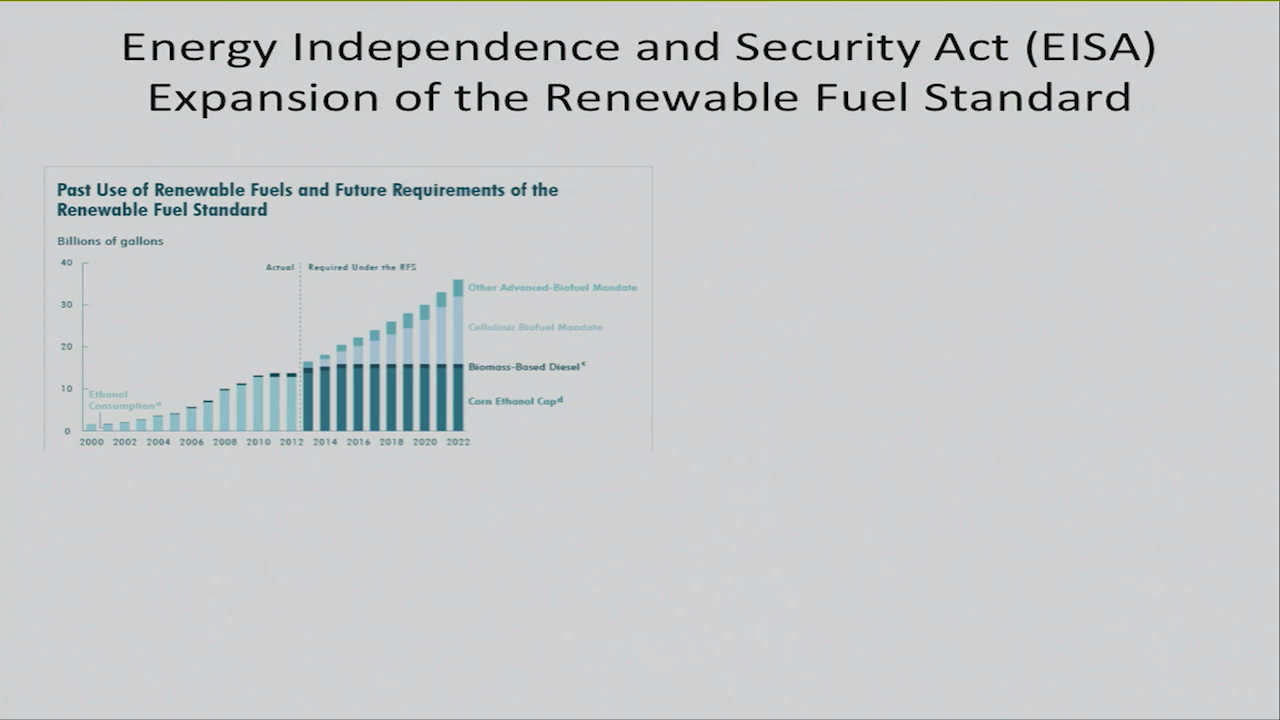 Energy Independence and Security Act (EISA)
Expansion of the Renewable Fuel Standard
Past Use of Renewable Fuels and Future Requirements of the
Renewable Fuel Standard
Billions of gallons
40
Actual
Required Under the RFS
Other Advanced-Biofuel Mandate
30
Cellulosic Biofuel Mandate
20
Biomass-Based Diesel c
10
Ethanol
Consumption a
Corn Ethanol Cap d
0
2000 2002 2004 2006 2008 2010 2012 2014 2016 2018 2020 2022